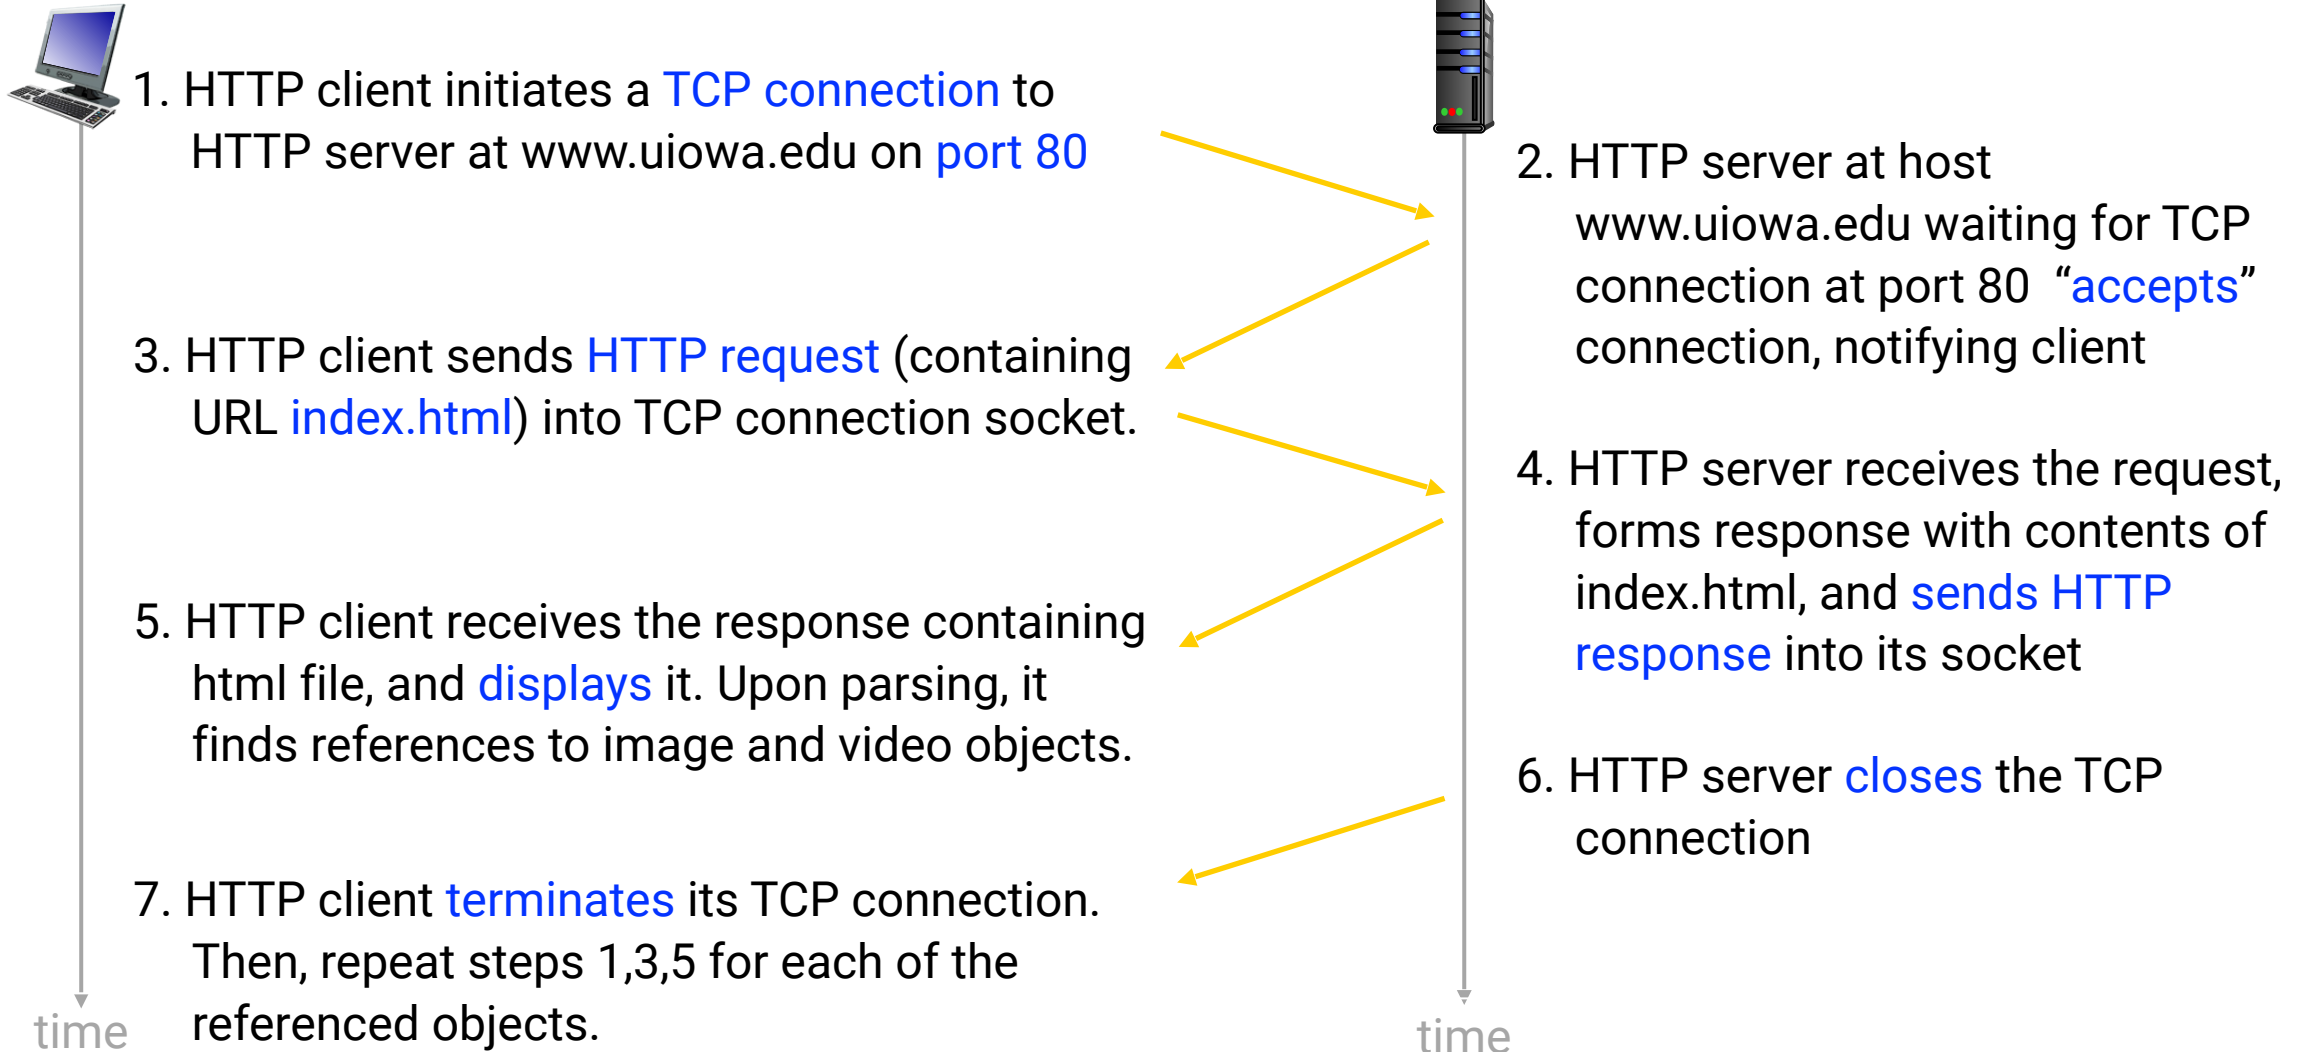 1. HTTP client initiates a TCP connection to
HTTP server at www.uiowa.edu on port 80
2. HTTP server at host
www.uiowa.edu waiting for TCP
connection at port 80 “accepts”
connection, notifying client
3. HTTP client sends HTTP request (containing
URL index.html) into TCP connection socket.
4. HTTP server receives the request,
forms response with contents of
index.html, and sends HTTP
response into its socket
5. HTTP client receives the response containing
html file, and displays it. Upon parsing, it
finds references to image and video objects.
6. HTTP server closes the TCP
connection
7. HTTP client terminates its TCP connection.
Then, repeat steps 1,3,5 for each of the
referenced objects.
time
time